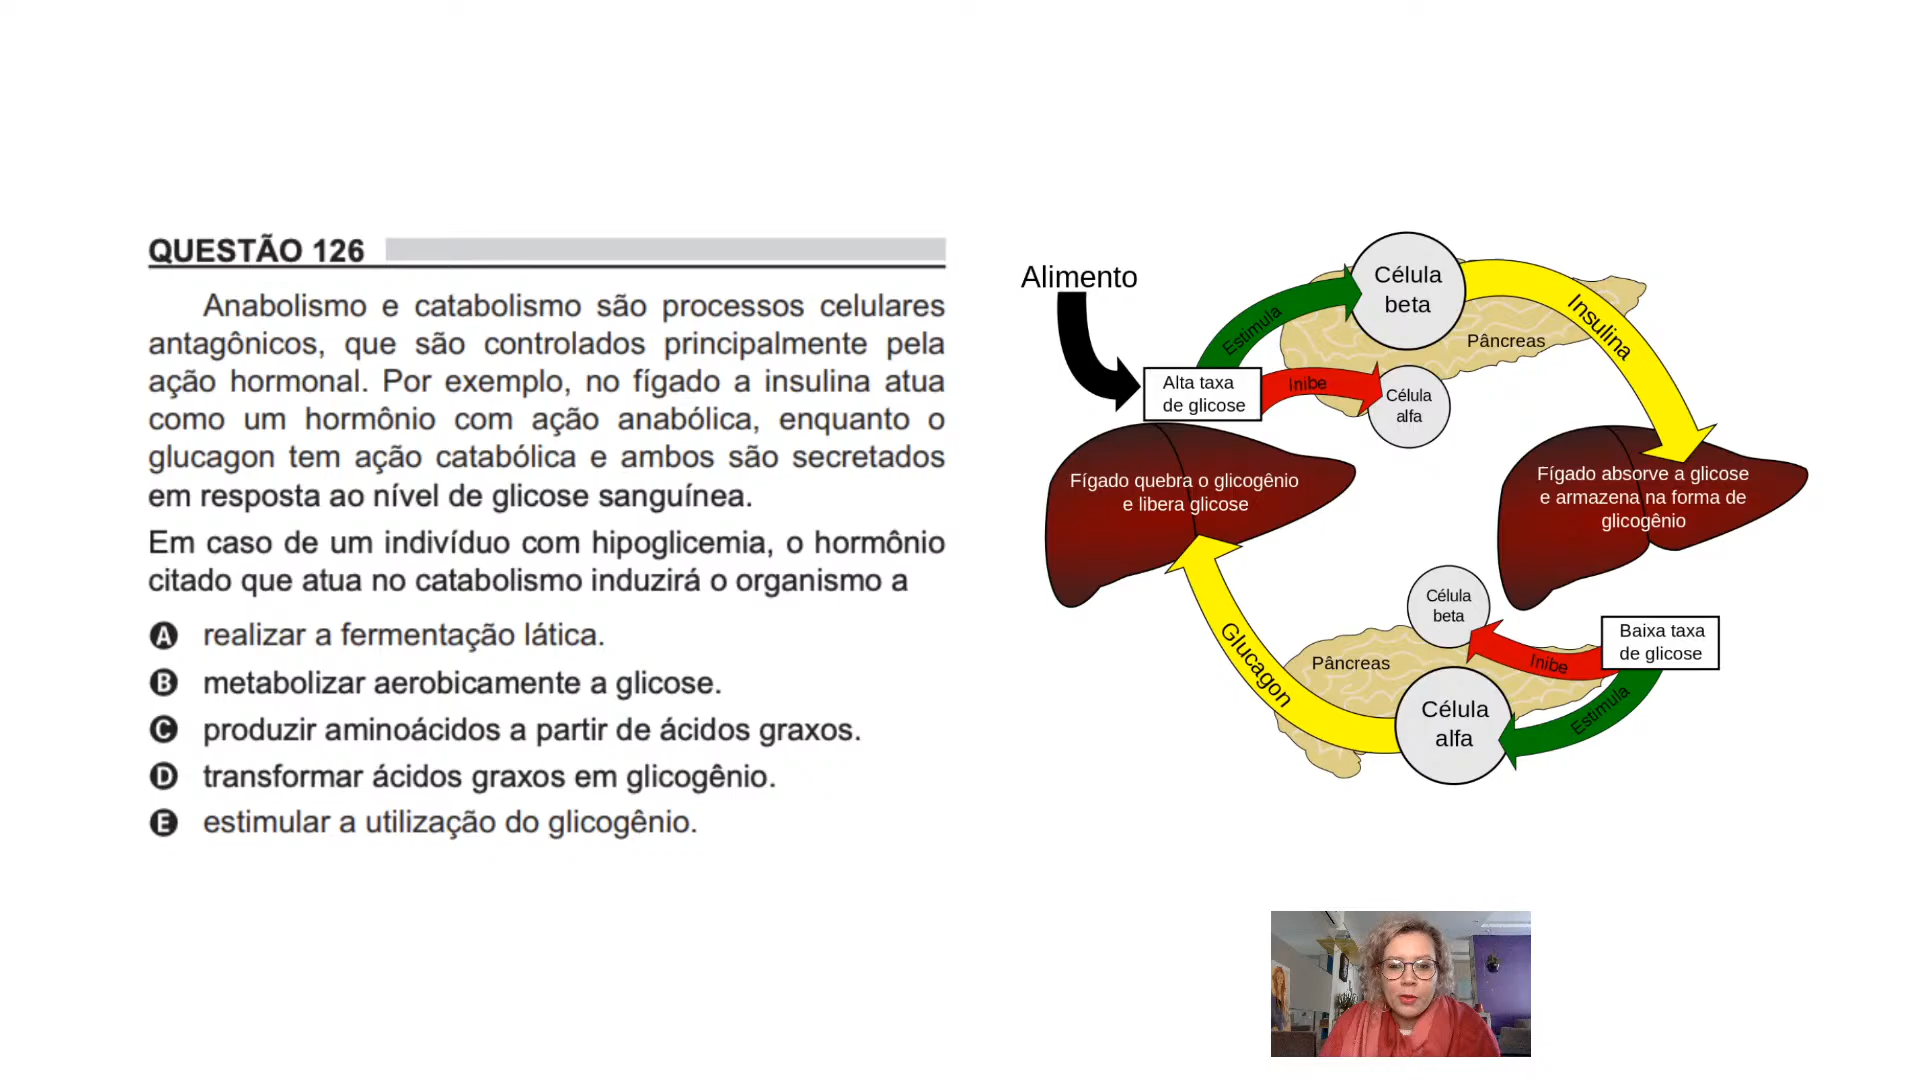 QUESTÃO 126
Anabolismo e catabolismo são processos celulares
antagônicos, que são controlados principalmente pela
ação hormonal. Por exemplo, no fígado a insulina atua
como um hormônio com ação anabólica, enquanto o
glucagon tem ação catabólica e ambos são secretados
em resposta ao nível de glicose sanguínea.
Em caso de um indivíduo com hipoglicemia, o hormônio
citado que atua no catabolismo induzirá o organismo a
A realizar a fermentação lática.
B metabolizar aerobicamente a glicose.
C produzir aminoácidos a partir de ácidos graxos.
D transformar ácidos graxos em glicogênio.
E estimular a utilização do glicogênio.
Alimento
Alta taxa
de glicose
Estimula
Inibe
Célula
beta
Célula
alfa
Pâncreas
Insulina
Fígado quebra o glicogênio
e libera glicose
Fígado absorve a glicose
e armazena na forma de
glicogênio
Célula
beta
Baixa taxa
de glicose
Inibe
Estimula
Pâncreas
Célula
alfa
Glucagon